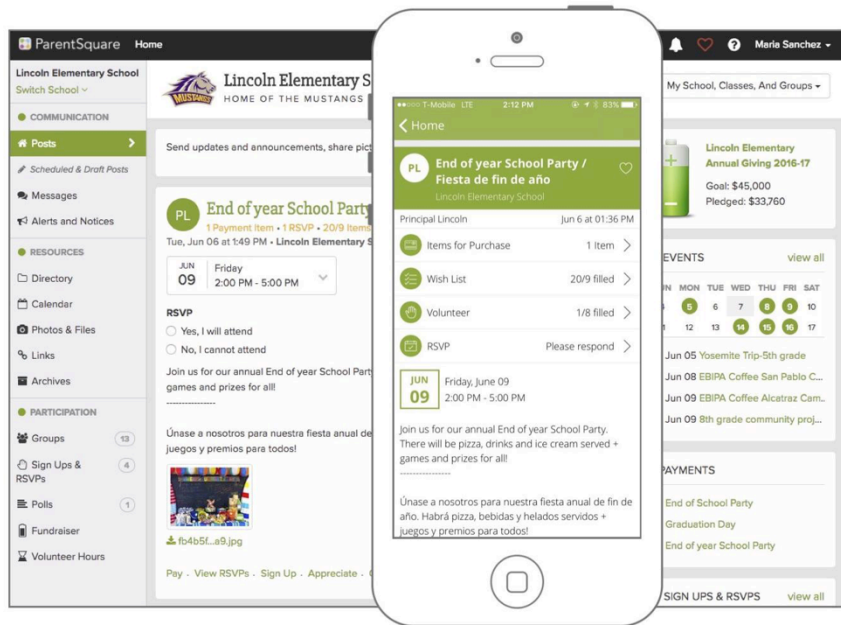 ParentSquare Home
Maria Sanchez
Lincoln Elementary School
Switch School
COMMUNICATION
Posts
Scheduled & Draft Posts
Messages
Alerts and Notices
RESOURCES
Directory
Calendar
Photos & Files
Links
Archives
PARTICIPATION
Groups 13
Sign Ups & 4
RSVPs
Polls 1
Fundraiser
Volunteer Hours
MUSTANGS
Lincoln Elementary S
HOME OF THE MUSTANGS
Send updates and announcements, share pict
PL
End of year School Party
1 Payment Item • 1 RSVP • 20/9 Items
Tue, Jun 06 at 1:49 PM • Lincoln Elementary S
JUN
09
Friday
2:00 PM - 5:00 PM
RSVP
Yes, I will attend
No, I cannot attend
Join us for our annual End of year School Party
games and prizes for all!
----------------
Únase a nosotros para nuestra fiesta anual de
juegos y premios para todos!
fb4b5f...a9.jpg
Pay . View RSVPs . Sign Up . Appreciate .
T-Mobile LTE 2:12 PM 83%
Home
PL
End of year School Party /
Fiesta de fin de año
Lincoln Elementary School
Principal Lincoln Jun 6 at 01:36 PM
Items for Purchase 1 Item
Wish List 20/9 filled
Volunteer 1/8 filled
RSVP Please respond
JUN
09
Friday, June 09
2:00 PM - 5:00 PM
Join us for our annual End of year School Party.
There will be pizza, drinks and ice cream served +
games and prizes for all!
----------------
Únase a nosotros para nuestra fiesta anual de fin de
año. Habrá pizza, bebidas y helados servidos +
juegos y premios para todos!
My School, Classes, And Groups
Lincoln Elementary
Annual Giving 2016-17
Goal: $45,000
Pledged: $33,760
EVENTS view all
MON TUE WED THU FRI SAT
5 6 7 8 9 10
12 13 14 15 16 17
Jun 05 Yosemite Trip-5th grade
Jun 08 EBIPA Coffee San Pablo C...
Jun 09 EBIPA Coffee Alcatraz Cam..
Jun 09 8th grade community proj...
PAYMENTS
End of School Party
Graduation Day
End of year School Party
SIGN UPS & RSVPS view all